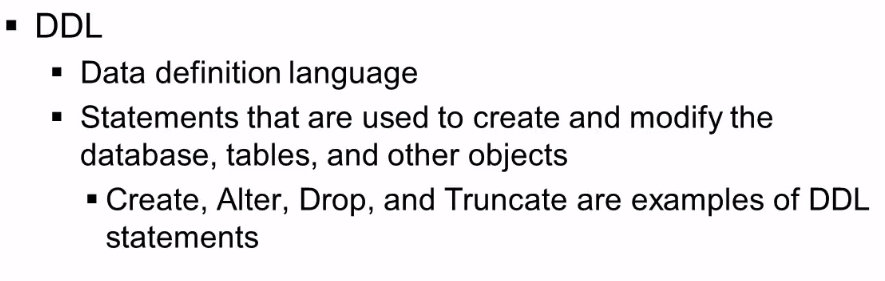 ▪ DDL
▪ Data definition language
▪ Statements that are used to create and modify the
database, tables, and other objects
▪ Create, Alter, Drop, and Truncate are examples of DDL
statements